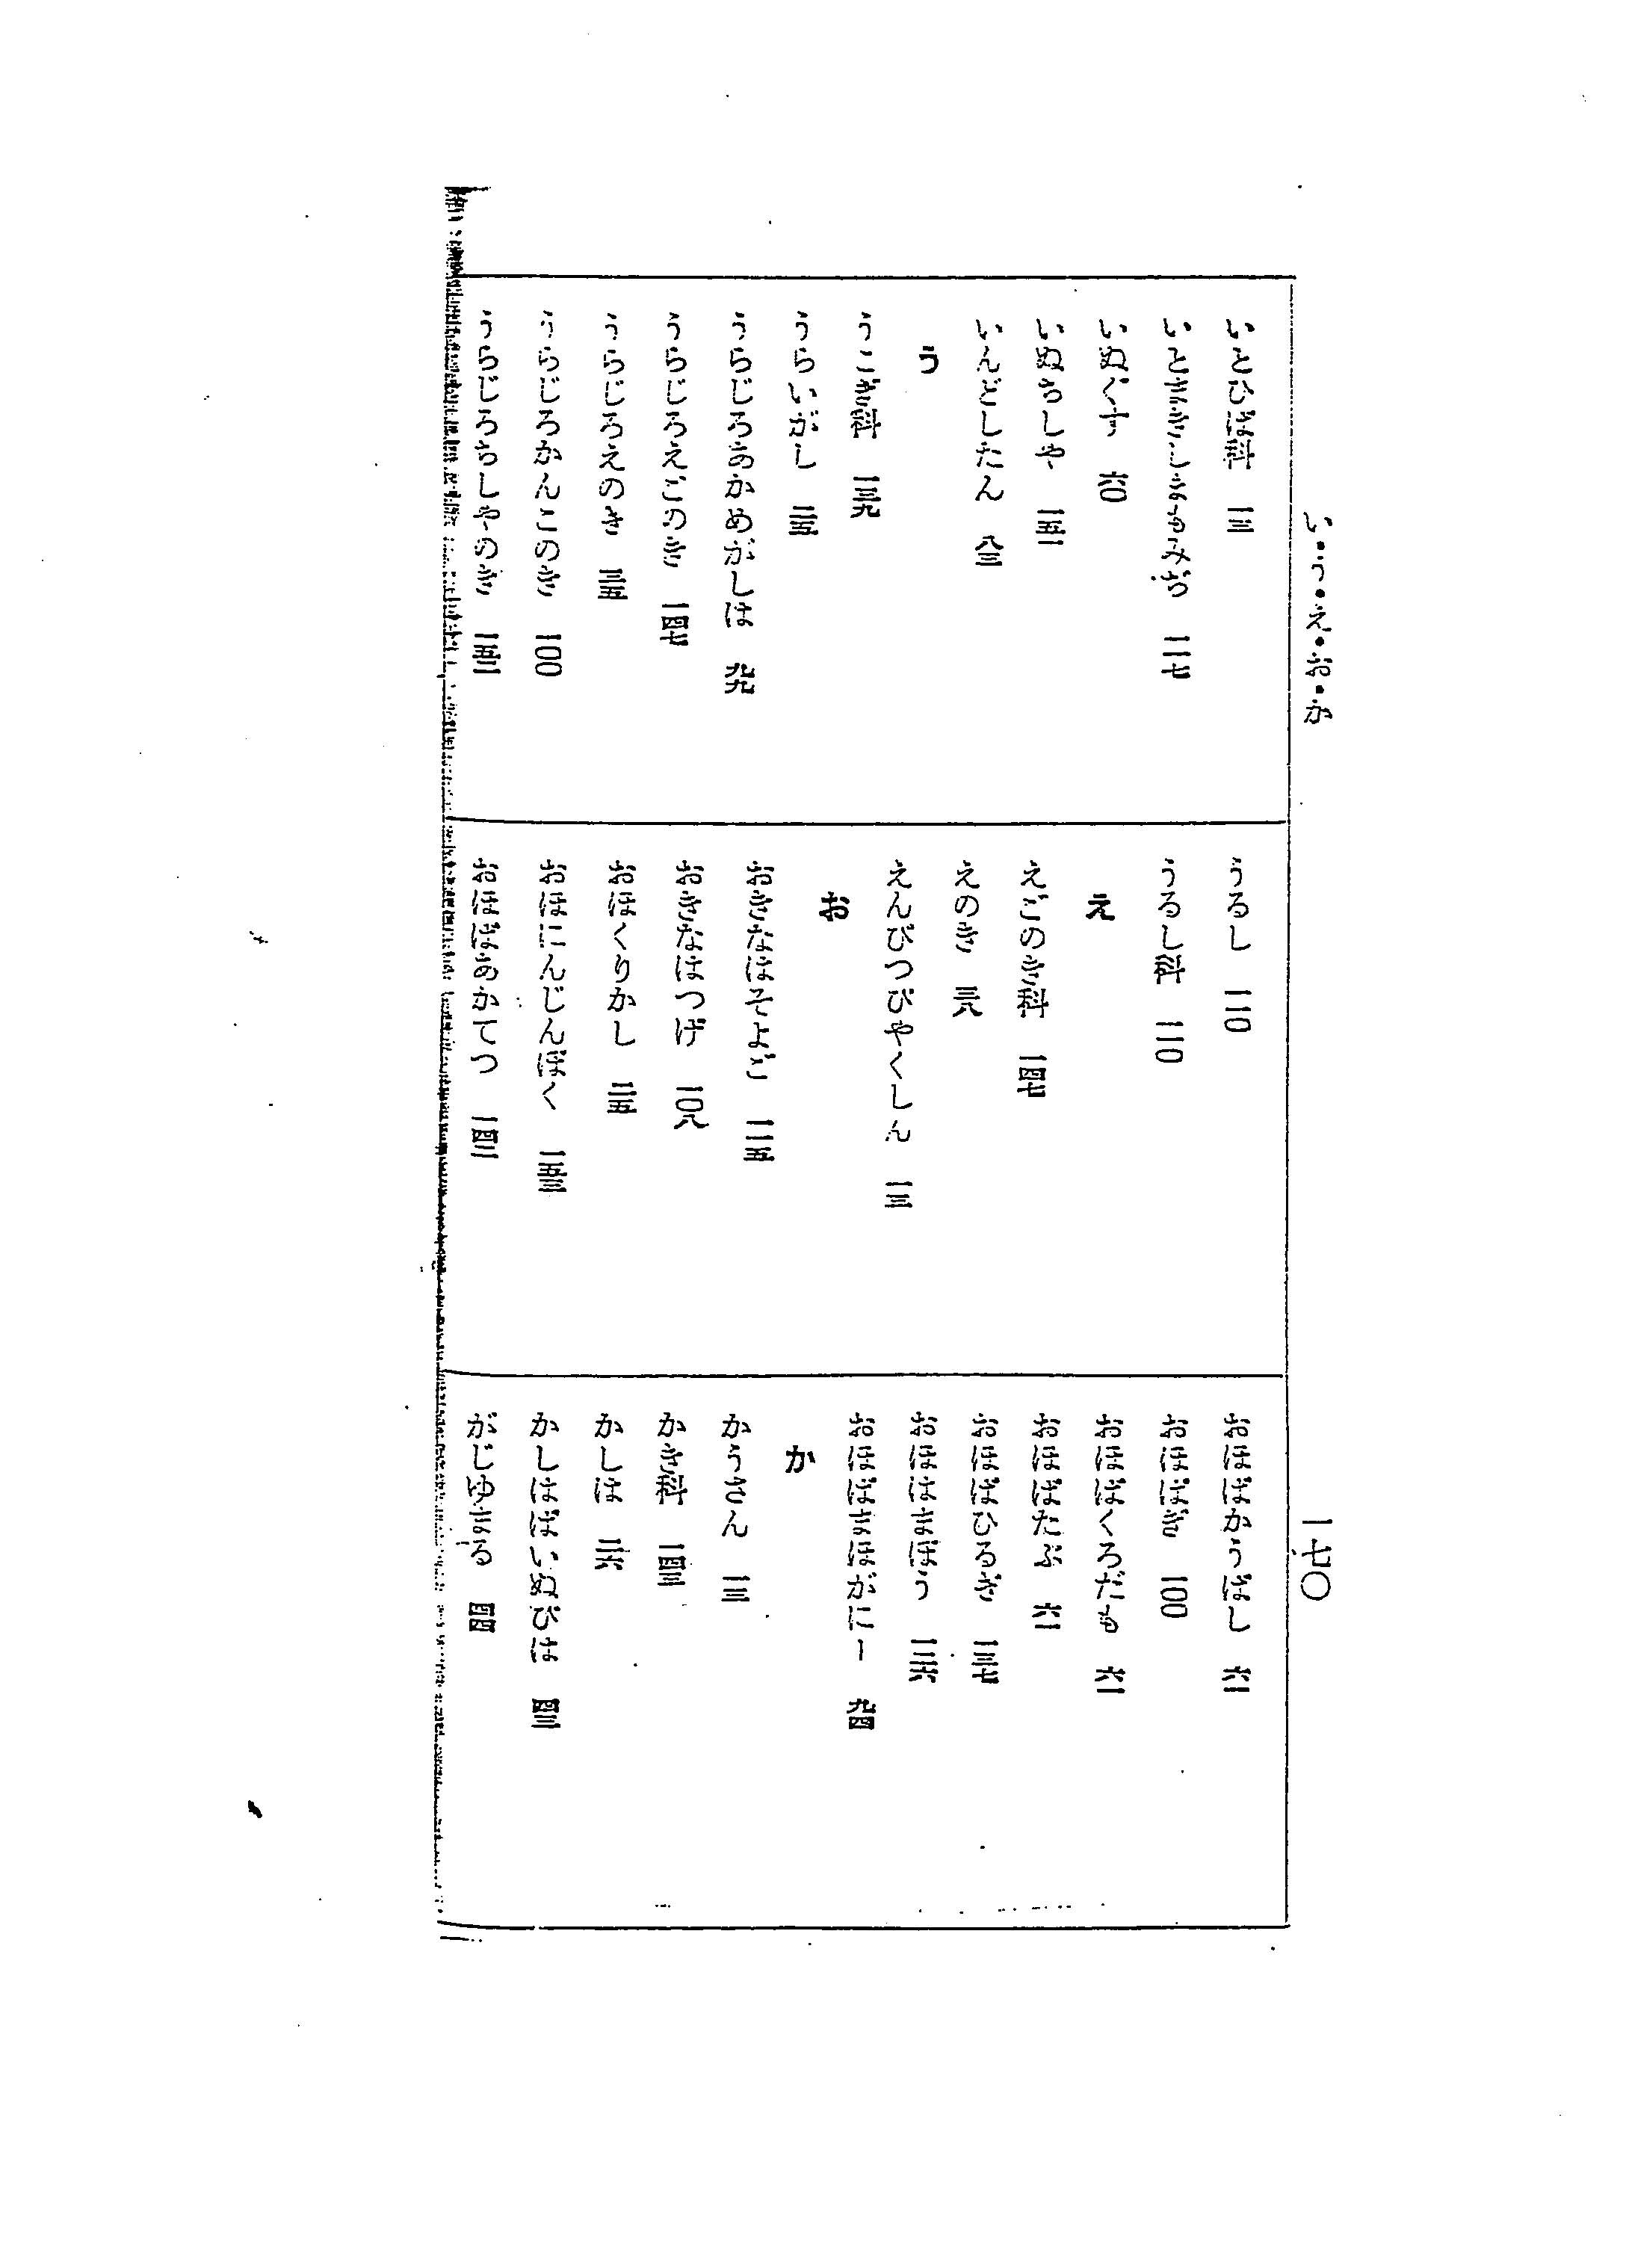 い・う・え・お・か
一七〇
いとひば科 一三
いとまきしまもみぢ 一一七
いぬぐす 六〇
いぬちしや 一五一
いんどしたん 八三
う
うこぎ科 一三九
うらいがし 二五
うらじろあかめがしは 九九
うらじろえごのき 一四七
うらじろえのき 三五
うらじろかんこのき 一〇〇
うらじろちしやのき 一五二
うるし 一一〇
うるし科 一一〇
え
えごのき科 一四七
えのき 三八
えんぴつびやくしん 一三
お
おきなはそよご 一一五
おきなはつげ 一〇八
おほくりかし 二五
おほにんじんぼく 一五三
おほばあかてつ 一四二
おほばかうばし 六一
おほばぎ 一〇〇
おほばくろだも 六一
おほばたぶ 六一
おほばひるぎ 一三七
おほはまぼう 一二六
おほばまほがにー 九四
か
かうさん 一三
かき科 一四三
かしは 二六
かしはばいぬびは 四三
がじゆまる 四四